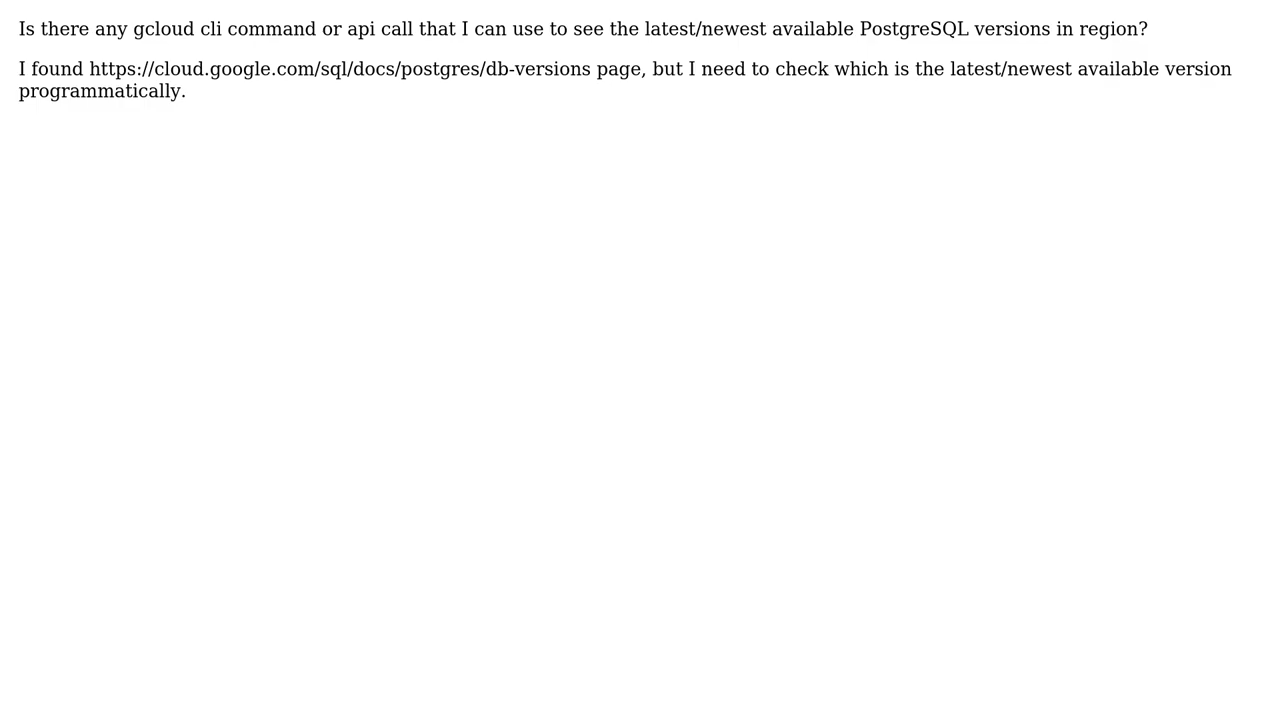 Is there any gcloud cli command or api call that I can use to see the latest/newest available PostgreSQL versions in region?
I found https://cloud.google.com/sql/docs/postgres/db-versions page, but I need to check which is the latest/newest available version
programmatically.